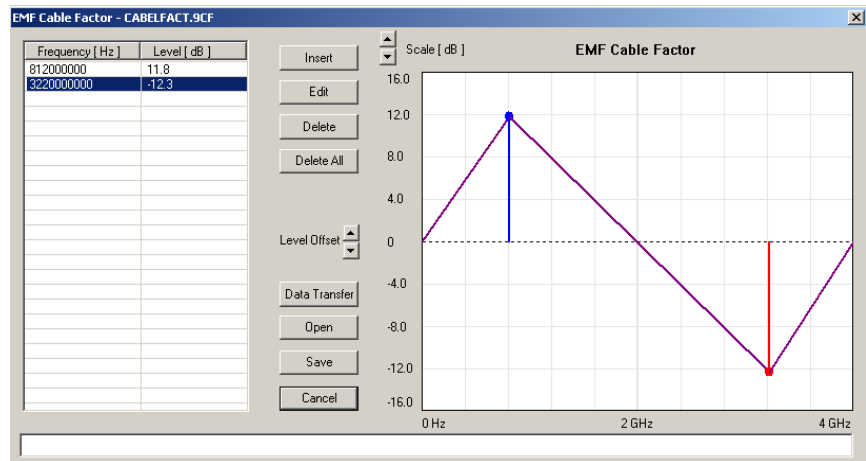 EMF Cable Factor - CABELFACT.9CF
Frequency [ Hz ] Level [ dB ]
812000000 11.8
3220000000 -12.3
Insert
Edit
Delete
Delete All
Level Offset
Data Transfer
Open
Save
Cancel
Scale [ dB ]
EMF Cable Factor
16.0
12.0
8.0
4.0
0
-4.0
-8.0
-12.0
-16.0
0 Hz 2 GHz 4 GHz